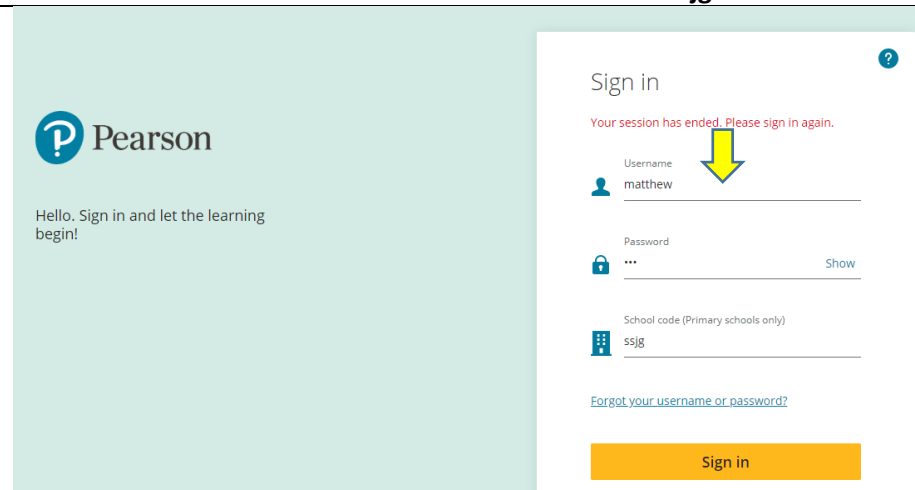 Sign in
Your session has ended. Please sign in again.
Pearson
Username
matthew
Hello. Sign in and let the learning
begin!
Password
•••
Show
School code (Primary schools only)
ssjg
Forgot your username or password?
Sign in